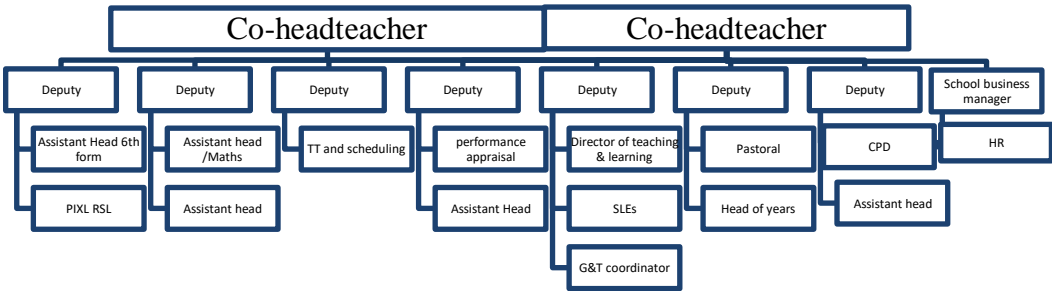 Co-headteacher
Co-headteacher
Deputy
Deputy
Deputy
Deputy
Deputy
Deputy
Deputy
School business
manager
Assistant Head 6th
form
Assistant head
/Maths
TT and scheduling
performance
appraisal
Director of teaching
& learning
Pastoral
CPD
HR
PIXL RSL
Assistant head
Assistant Head
SLEs
Head of years
Assistant head
G&T coordinator